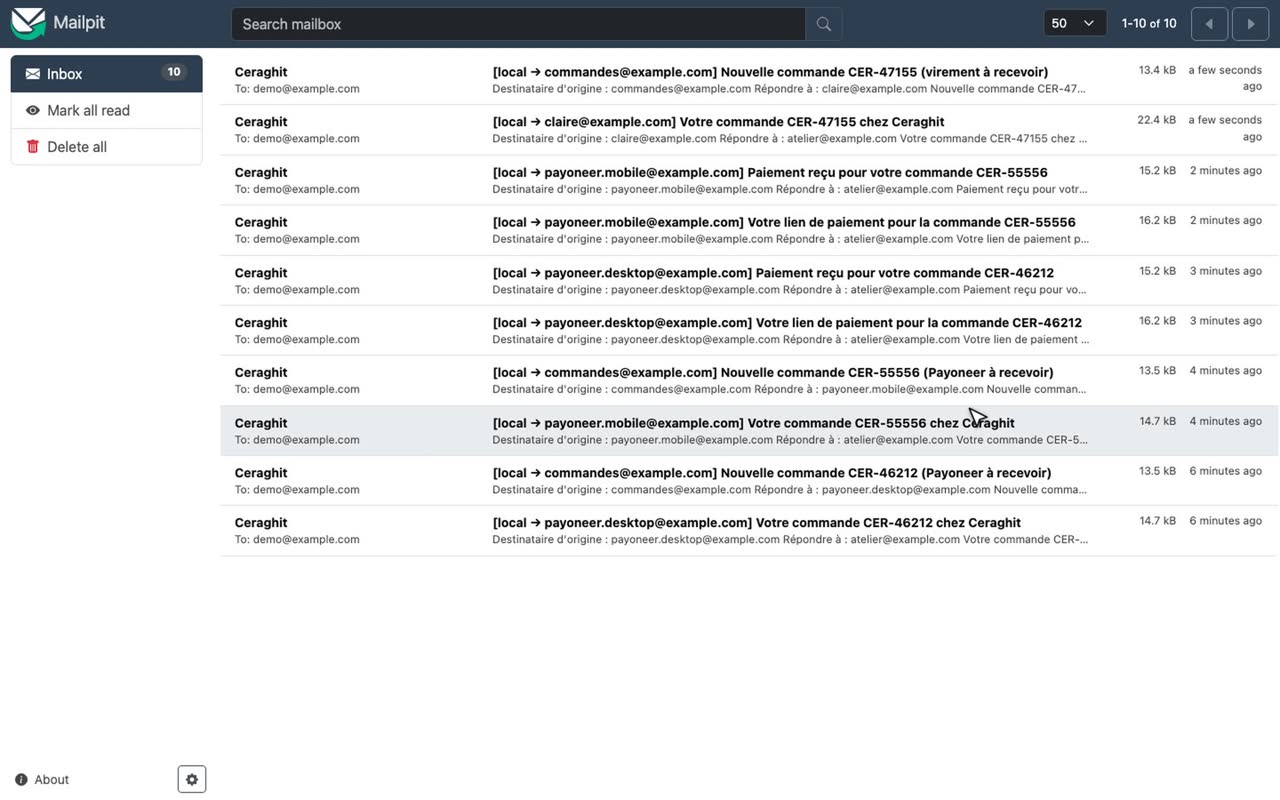 Mailpit
Search mailbox
50
1-10 of 10
Inbox 10
Mark all read
Delete all
Ceraghit [local → commandes@example.com] Nouvelle commande CER-47155 (virement à recevoir) 13.4 kB a few seconds ago
To: demo@example.com Destinataire d'origine : commandes@example.com Répondre à : claire@example.com Nouvelle commande CER-47...
Ceraghit [local → claire@example.com] Votre commande CER-47155 chez Ceraghit 22.4 kB a few seconds ago
To: demo@example.com Destinataire d'origine : claire@example.com Répondre à : atelier@example.com Votre commande CER-47155 chez ...
Ceraghit [local → payoneer.mobile@example.com] Paiement reçu pour votre commande CER-55556 15.2 kB 2 minutes ago
To: demo@example.com Destinataire d'origine : payoneer.mobile@example.com Répondre à : atelier@example.com Paiement reçu pour votr...
Ceraghit [local → payoneer.mobile@example.com] Votre lien de paiement pour la commande CER-55556 16.2 kB 2 minutes ago
To: demo@example.com Destinataire d'origine : payoneer.mobile@example.com Répondre à : atelier@example.com Votre lien de paiement p...
Ceraghit [local → payoneer.desktop@example.com] Paiement reçu pour votre commande CER-46212 15.2 kB 3 minutes ago
To: demo@example.com Destinataire d'origine : payoneer.desktop@example.com Répondre à : atelier@example.com Paiement reçu pour vo...
Ceraghit [local → payoneer.desktop@example.com] Votre lien de paiement pour la commande CER-46212 16.2 kB 3 minutes ago
To: demo@example.com Destinataire d'origine : payoneer.desktop@example.com Répondre à : atelier@example.com Votre lien de paiement ...
Ceraghit [local → commandes@example.com] Nouvelle commande CER-55556 (Payoneer à recevoir) 13.5 kB 4 minutes ago
To: demo@example.com Destinataire d'origine : commandes@example.com Répondre à : payoneer.mobile@example.com Nouvelle comman...
Ceraghit [local → payoneer.mobile@example.com] Votre commande CER-55556 chez Ceraghit 14.7 kB 4 minutes ago
To: demo@example.com Destinataire d'origine : payoneer.mobile@example.com Répondre à : atelier@example.com Votre commande CER-5...
Ceraghit [local → commandes@example.com] Nouvelle commande CER-46212 (Payoneer à recevoir) 13.5 kB 6 minutes ago
To: demo@example.com Destinataire d'origine : commandes@example.com Répondre à : payoneer.desktop@example.com Nouvelle comma...
Ceraghit [local → payoneer.desktop@example.com] Votre commande CER-46212 chez Ceraghit 14.7 kB 6 minutes ago
To: demo@example.com Destinataire d'origine : payoneer.desktop@example.com Répondre à : atelier@example.com Votre commande CER-...
About